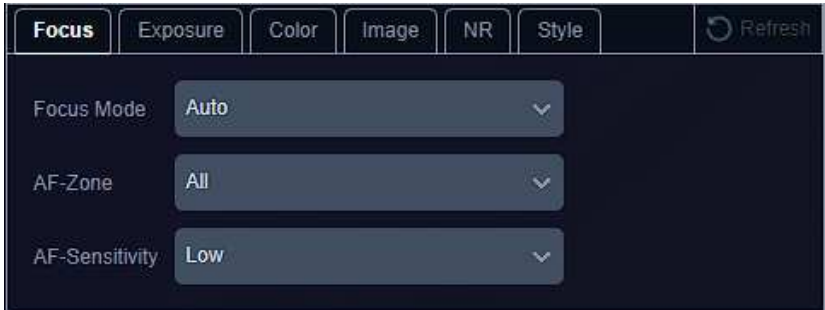 Focus Exposure Color Image NR Style Refresh
Focus Mode Auto
AF-Zone All
AF-Sensitivity Low